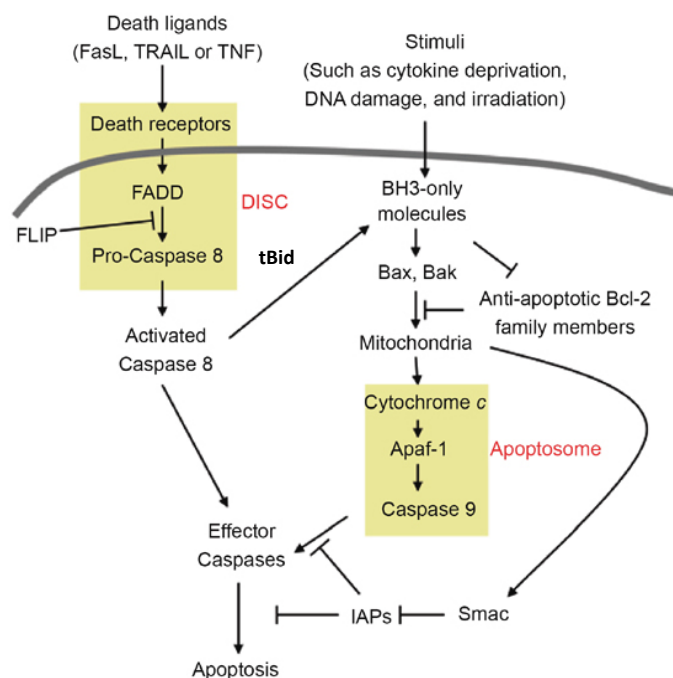 Death ligands
(FasL, TRAIL or TNF)
Stimuli
(Such as cytokine deprivation,
DNA damage, and irradiation)
Death receptors
FADD
DISC
BH3-only
molecules
FLIP
Pro-Caspase 8
tBid
Bax, Bak
Anti-apoptotic Bcl-2
family members
Activated
Caspase 8
Mitochondria
Cytochrome c
Apaf-1
Apoptosome
Caspase 9
Effector
Caspases
IAPs
Smac
Apoptosis